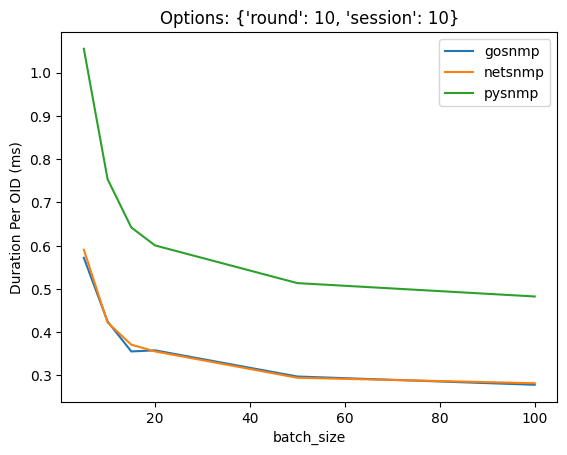 Options: {'round': 10, 'session': 10}
gosnmp
netsnmp
pysnmp
Duration Per OID (ms)
1.0
0.9
0.8
0.7
0.6
0.5
0.4
0.3
20
40
60
80
100
batch_size